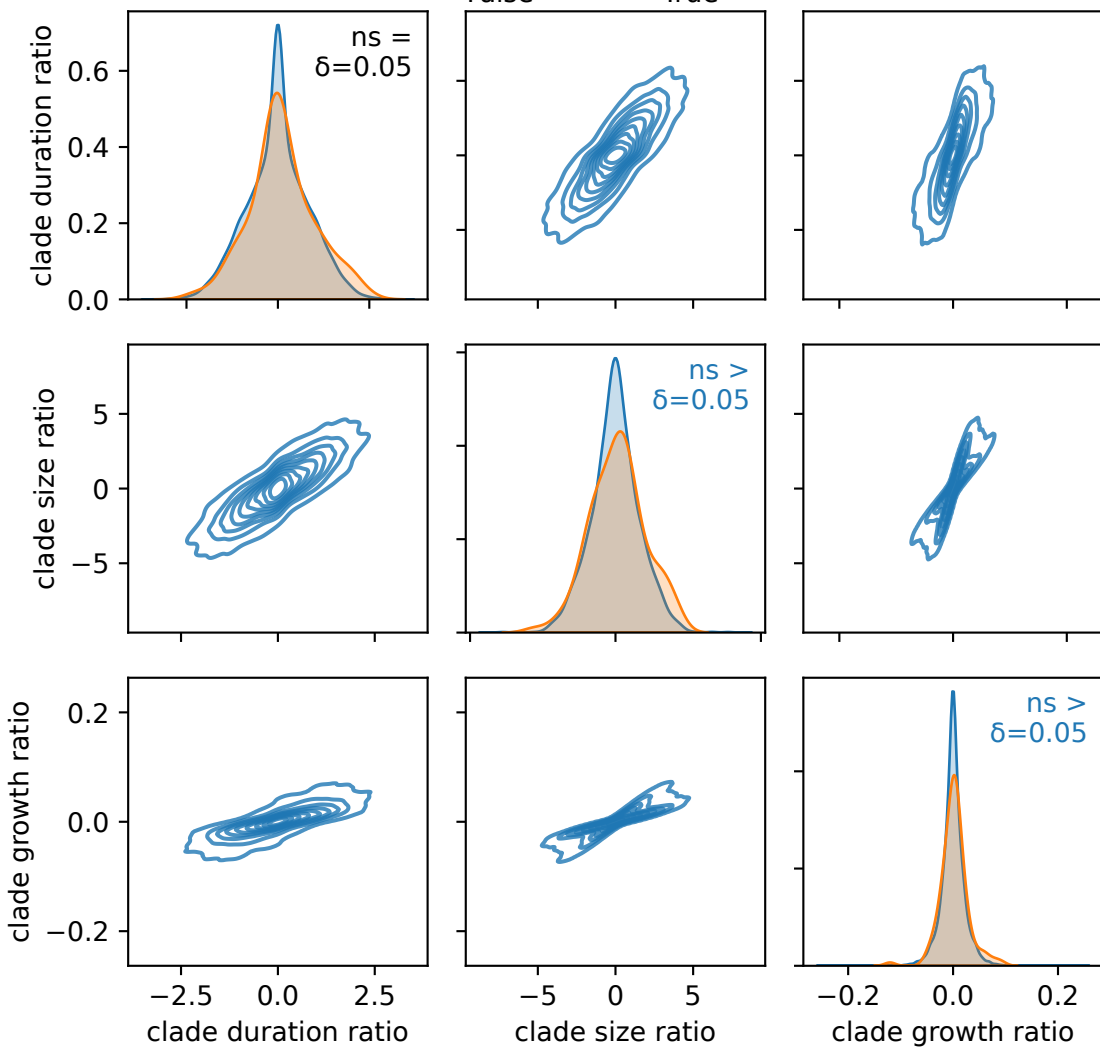 clade duration ratio
0.6
0.4
0.2
0.0
ns =
δ=0.05
clade size ratio
5
0
−5
ns >
δ=0.05
clade growth ratio
0.2
0.0
−0.2
ns >
δ=0.05
−2.5 0.0 2.5
−5 0 5
−0.2 0.0 0.2
clade duration ratio
clade size ratio
clade growth ratio